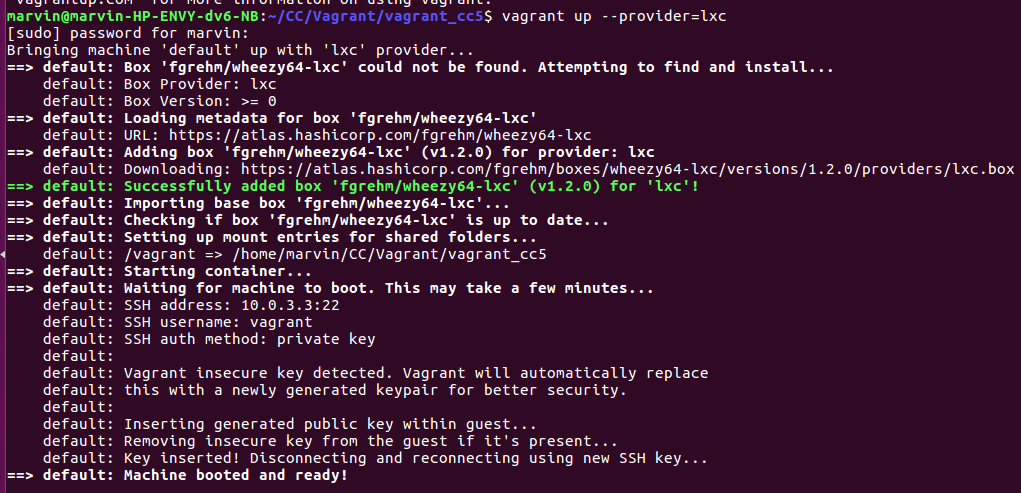 vagrantup.com` for more information on using Vagrant.
marvin@marvin-HP-ENVY-dv6-NB:~/CC/Vagrant/vagrant_cc5$ vagrant up --provider=lxc
[sudo] password for marvin:
Bringing machine 'default' up with 'lxc' provider...
==> default: Box 'fgrehm/wheezy64-lxc' could not be found. Attempting to find and install...
    default: Box Provider: lxc
    default: Box Version: >= 0
==> default: Loading metadata for box 'fgrehm/wheezy64-lxc'
    default: URL: https://atlas.hashicorp.com/fgrehm/wheezy64-lxc
==> default: Adding box 'fgrehm/wheezy64-lxc' (v1.2.0) for provider: lxc
    default: Downloading: https://atlas.hashicorp.com/fgrehm/boxes/wheezy64-lxc/versions/1.2.0/providers/lxc.box
==> default: Successfully added box 'fgrehm/wheezy64-lxc' (v1.2.0) for 'lxc'!
==> default: Importing base box 'fgrehm/wheezy64-lxc'...
==> default: Checking if box 'fgrehm/wheezy64-lxc' is up to date...
==> default: Setting up mount entries for shared folders...
    default: /vagrant => /home/marvin/CC/Vagrant/vagrant_cc5
==> default: Starting container...
==> default: Waiting for machine to boot. This may take a few minutes...
    default: SSH address: 10.0.3.3:22
    default: SSH username: vagrant
    default: SSH auth method: private key
    default:
    default: Vagrant insecure key detected. Vagrant will automatically replace
    default: this with a newly generated keypair for better security.
    default:
    default: Inserting generated public key within guest...
    default: Removing insecure key from the guest if it's present...
    default: Key inserted! Disconnecting and reconnecting using new SSH key...
==> default: Machine booted and ready!